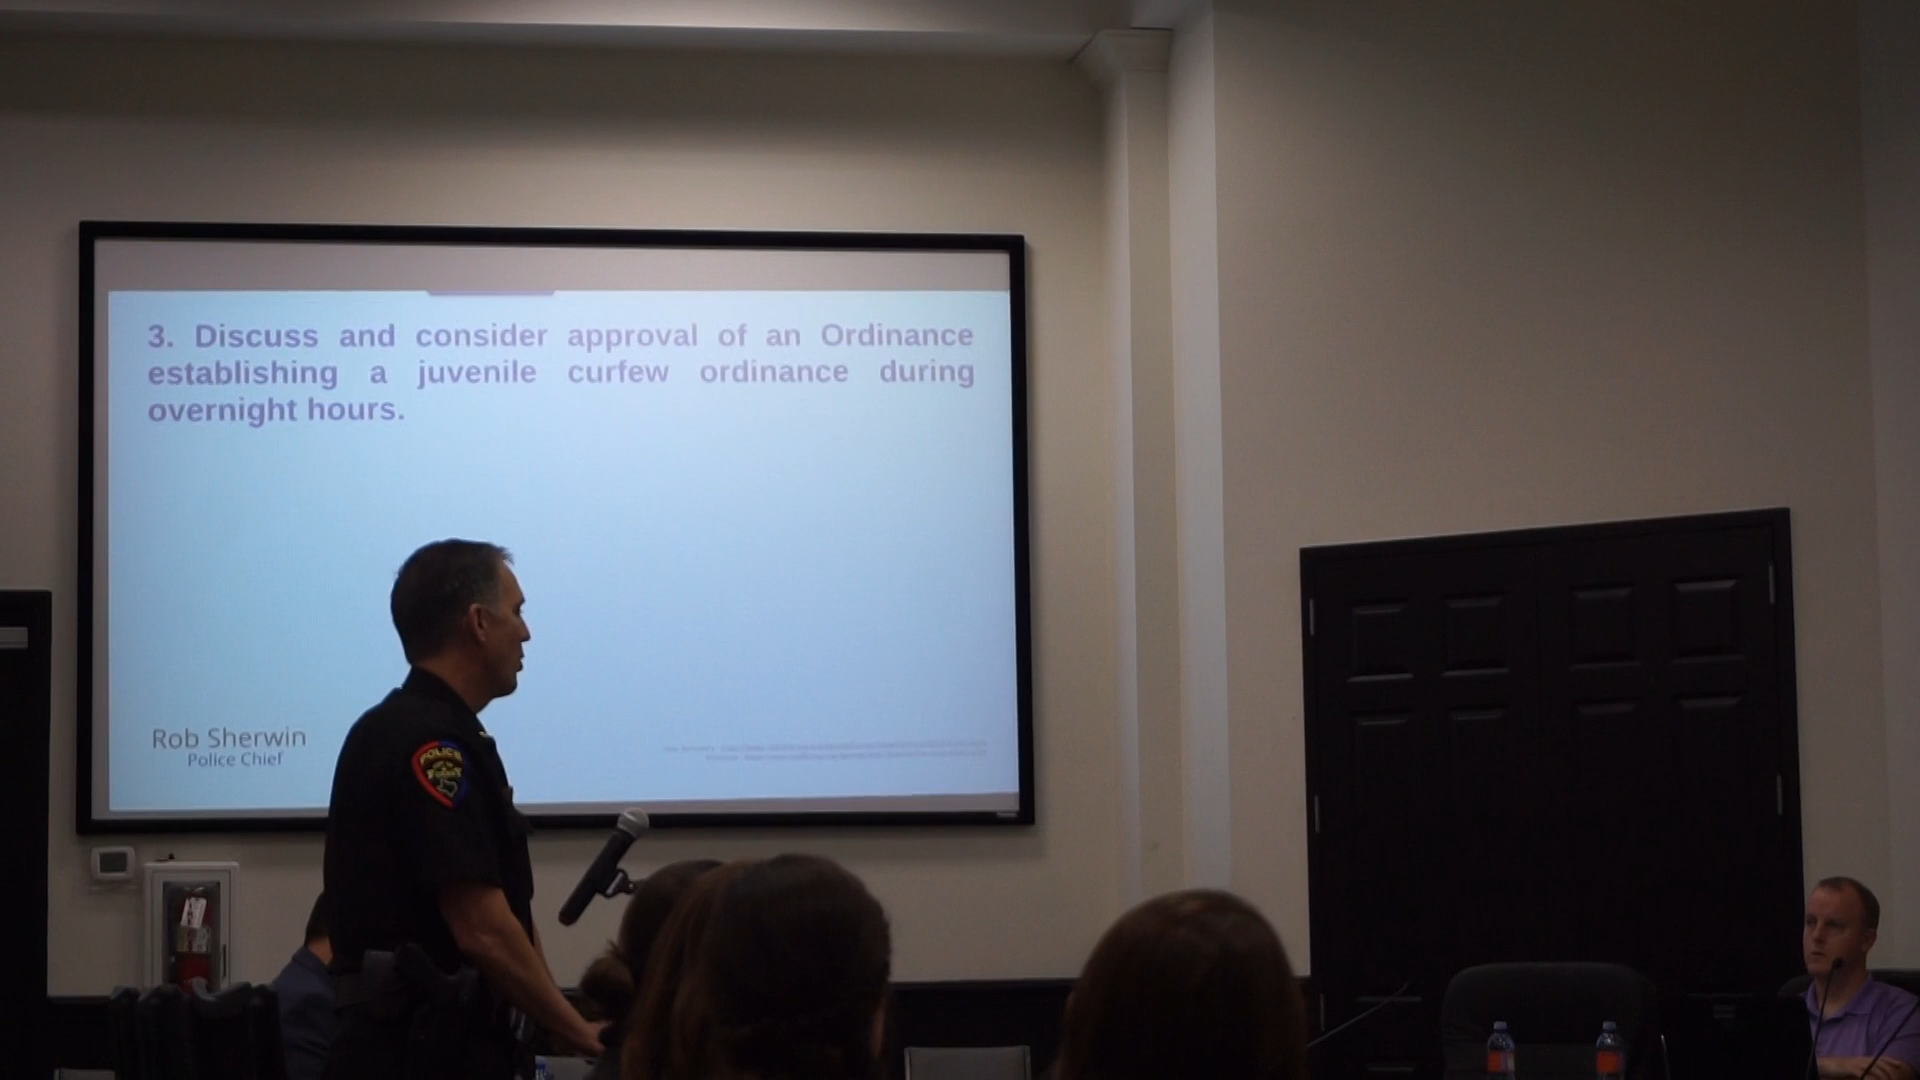 3. Discuss and consider approval of an Ordinance
establishing a juvenile curfew ordinance during
overnight hours.
Rob Sherwin
Police Chief
POLICE